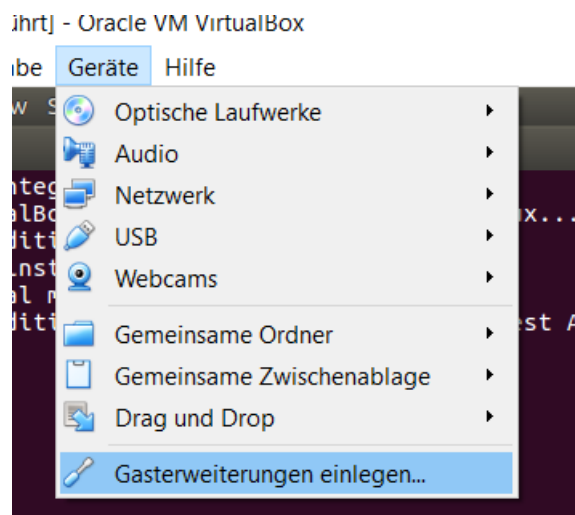 - Oracle VM VirtualBox
Geräte Hilfe
Optische Laufwerke
Audio
Netzwerk
USB
Webcams
Gemeinsame Ordner
Gemeinsame Zwischenablage
Drag und Drop
Gasterweiterungen einlegen...